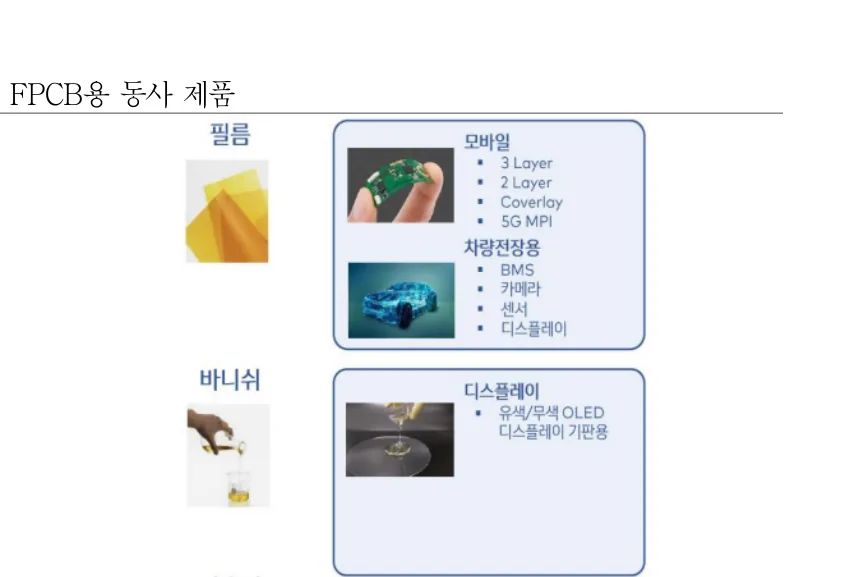 FPCB용 동사 제품
필름
모바일
▪ 3 Layer
▪ 2 Layer
▪ Coverlay
▪ 5G MPI
차량전장용
▪ BMS
▪ 카메라
▪ 센서
▪ 디스플레이
바니쉬
디스플레이
▪ 유색/무색 OLED
디스플레이 기판용